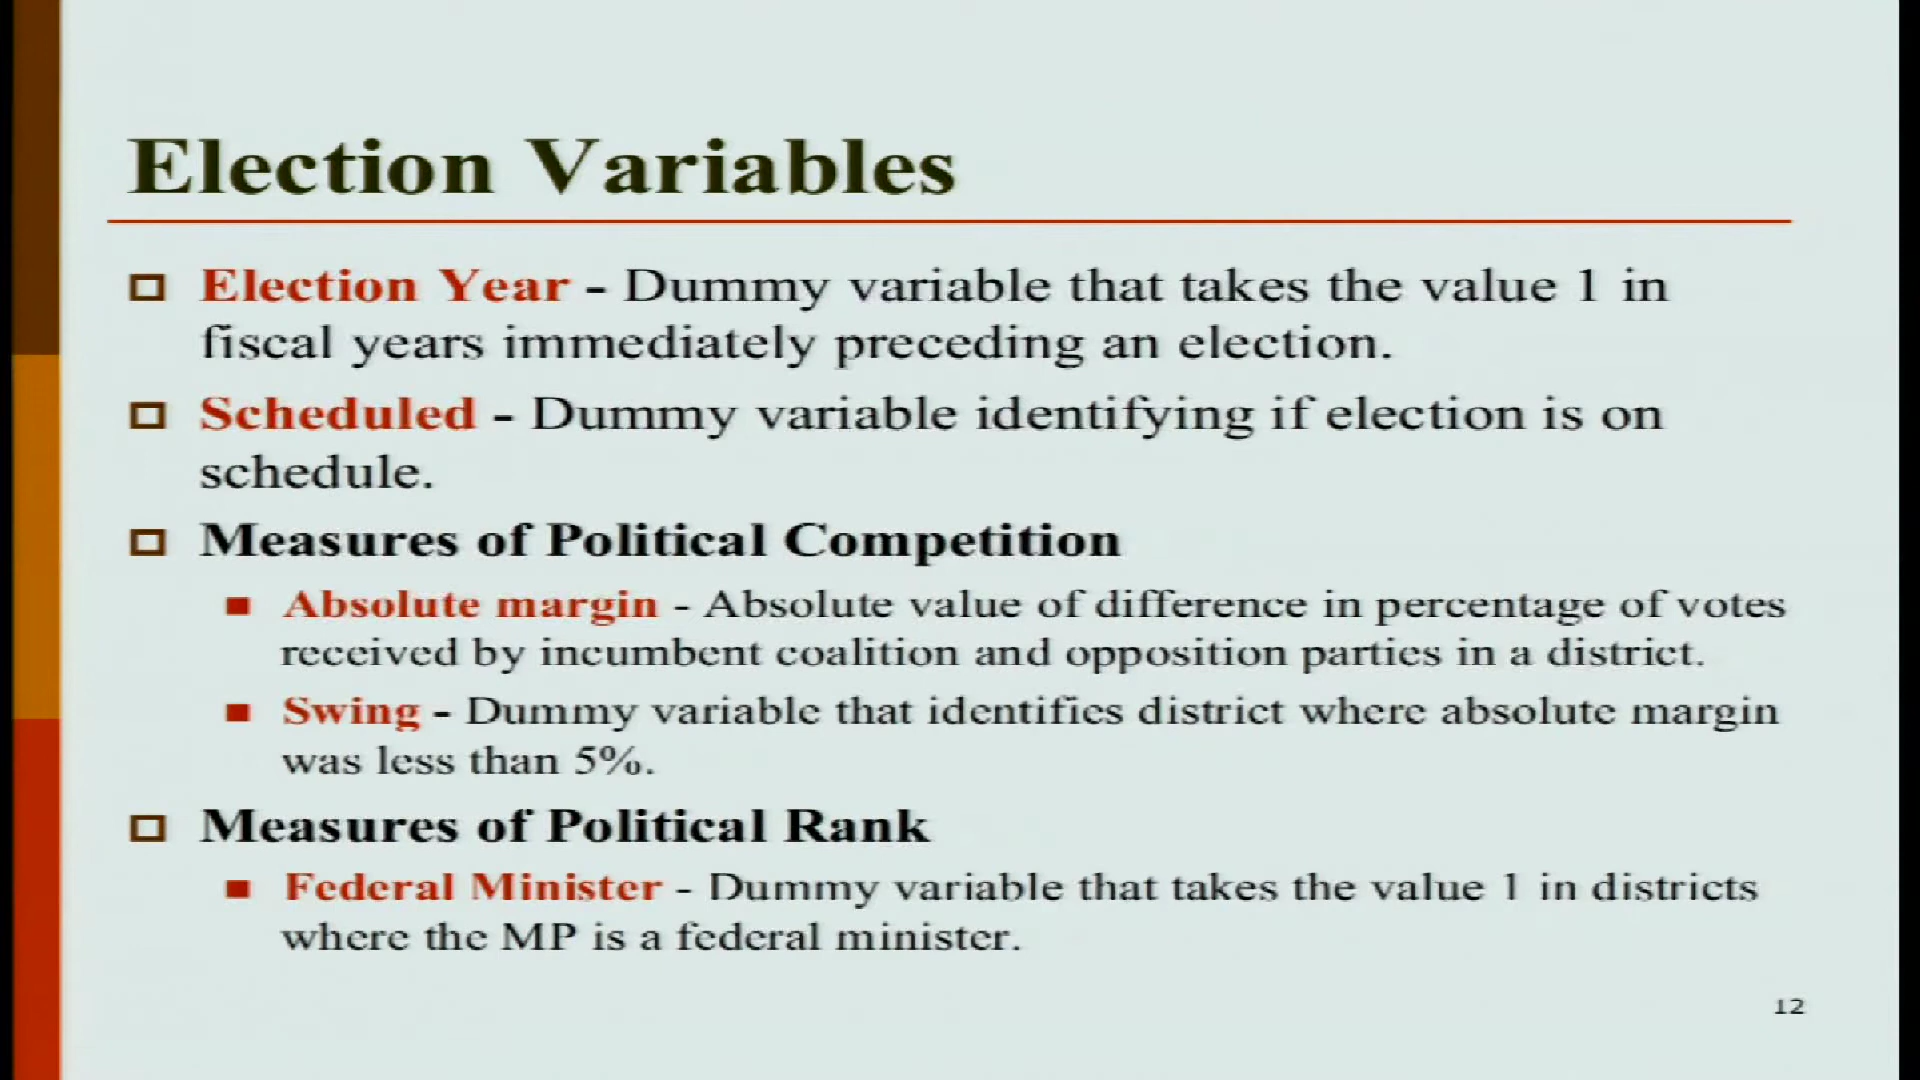 Election Variables
Election Year - Dummy variable that takes the value 1 in
fiscal years immediately preceding an election.
Scheduled - Dummy variable identifying if election is on
schedule.
Measures of Political Competition
Absolute margin - Absolute value of difference in percentage of votes
received by incumbent coalition and opposition parties in a district.
Swing - Dummy variable that identifies district where absolute margin
was less than 5%.
Measures of Political Rank
Federal Minister - Dummy variable that takes the value 1 in districts
where the MP is a federal minister.
12